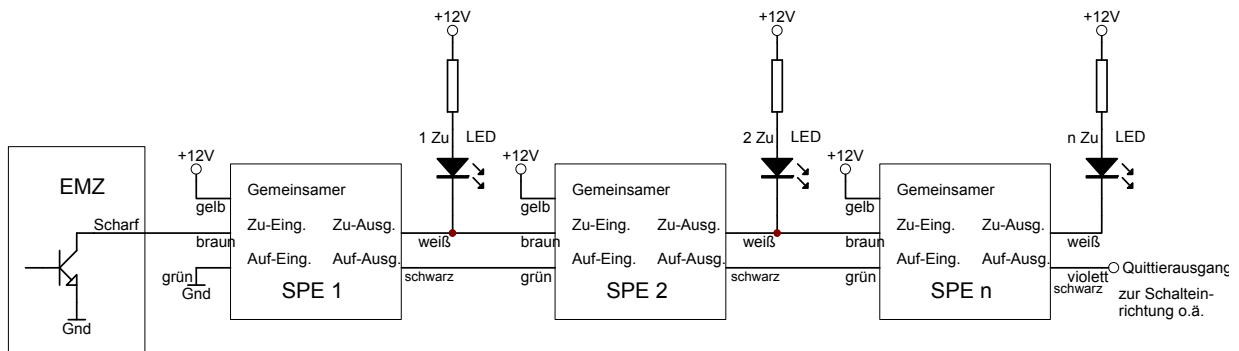 +12V
+12V
+12V
1 Zu LED
2 Zu LED
n Zu LED
+12V
+12V
+12V
EMZ
Gemeinsamer
Gemeinsamer
Gemeinsamer
gelb
gelb
gelb
Scharf
Zu-Eing. Zu-Ausg.
Zu-Eing. Zu-Ausg.
Zu-Eing. Zu-Ausg.
braun
weiß
braun
weiß
braun
weiß
Auf-Eing. Auf-Ausg.
Auf-Eing. Auf-Ausg.
Auf-Eing. Auf-Ausg.
grün
schwarz
grün
schwarz
grün
violett
schwarz
Quittierausgang
Gnd
SPE 1
SPE 2
SPE n
zur Schaltein-
richtung o.ä.
Gnd